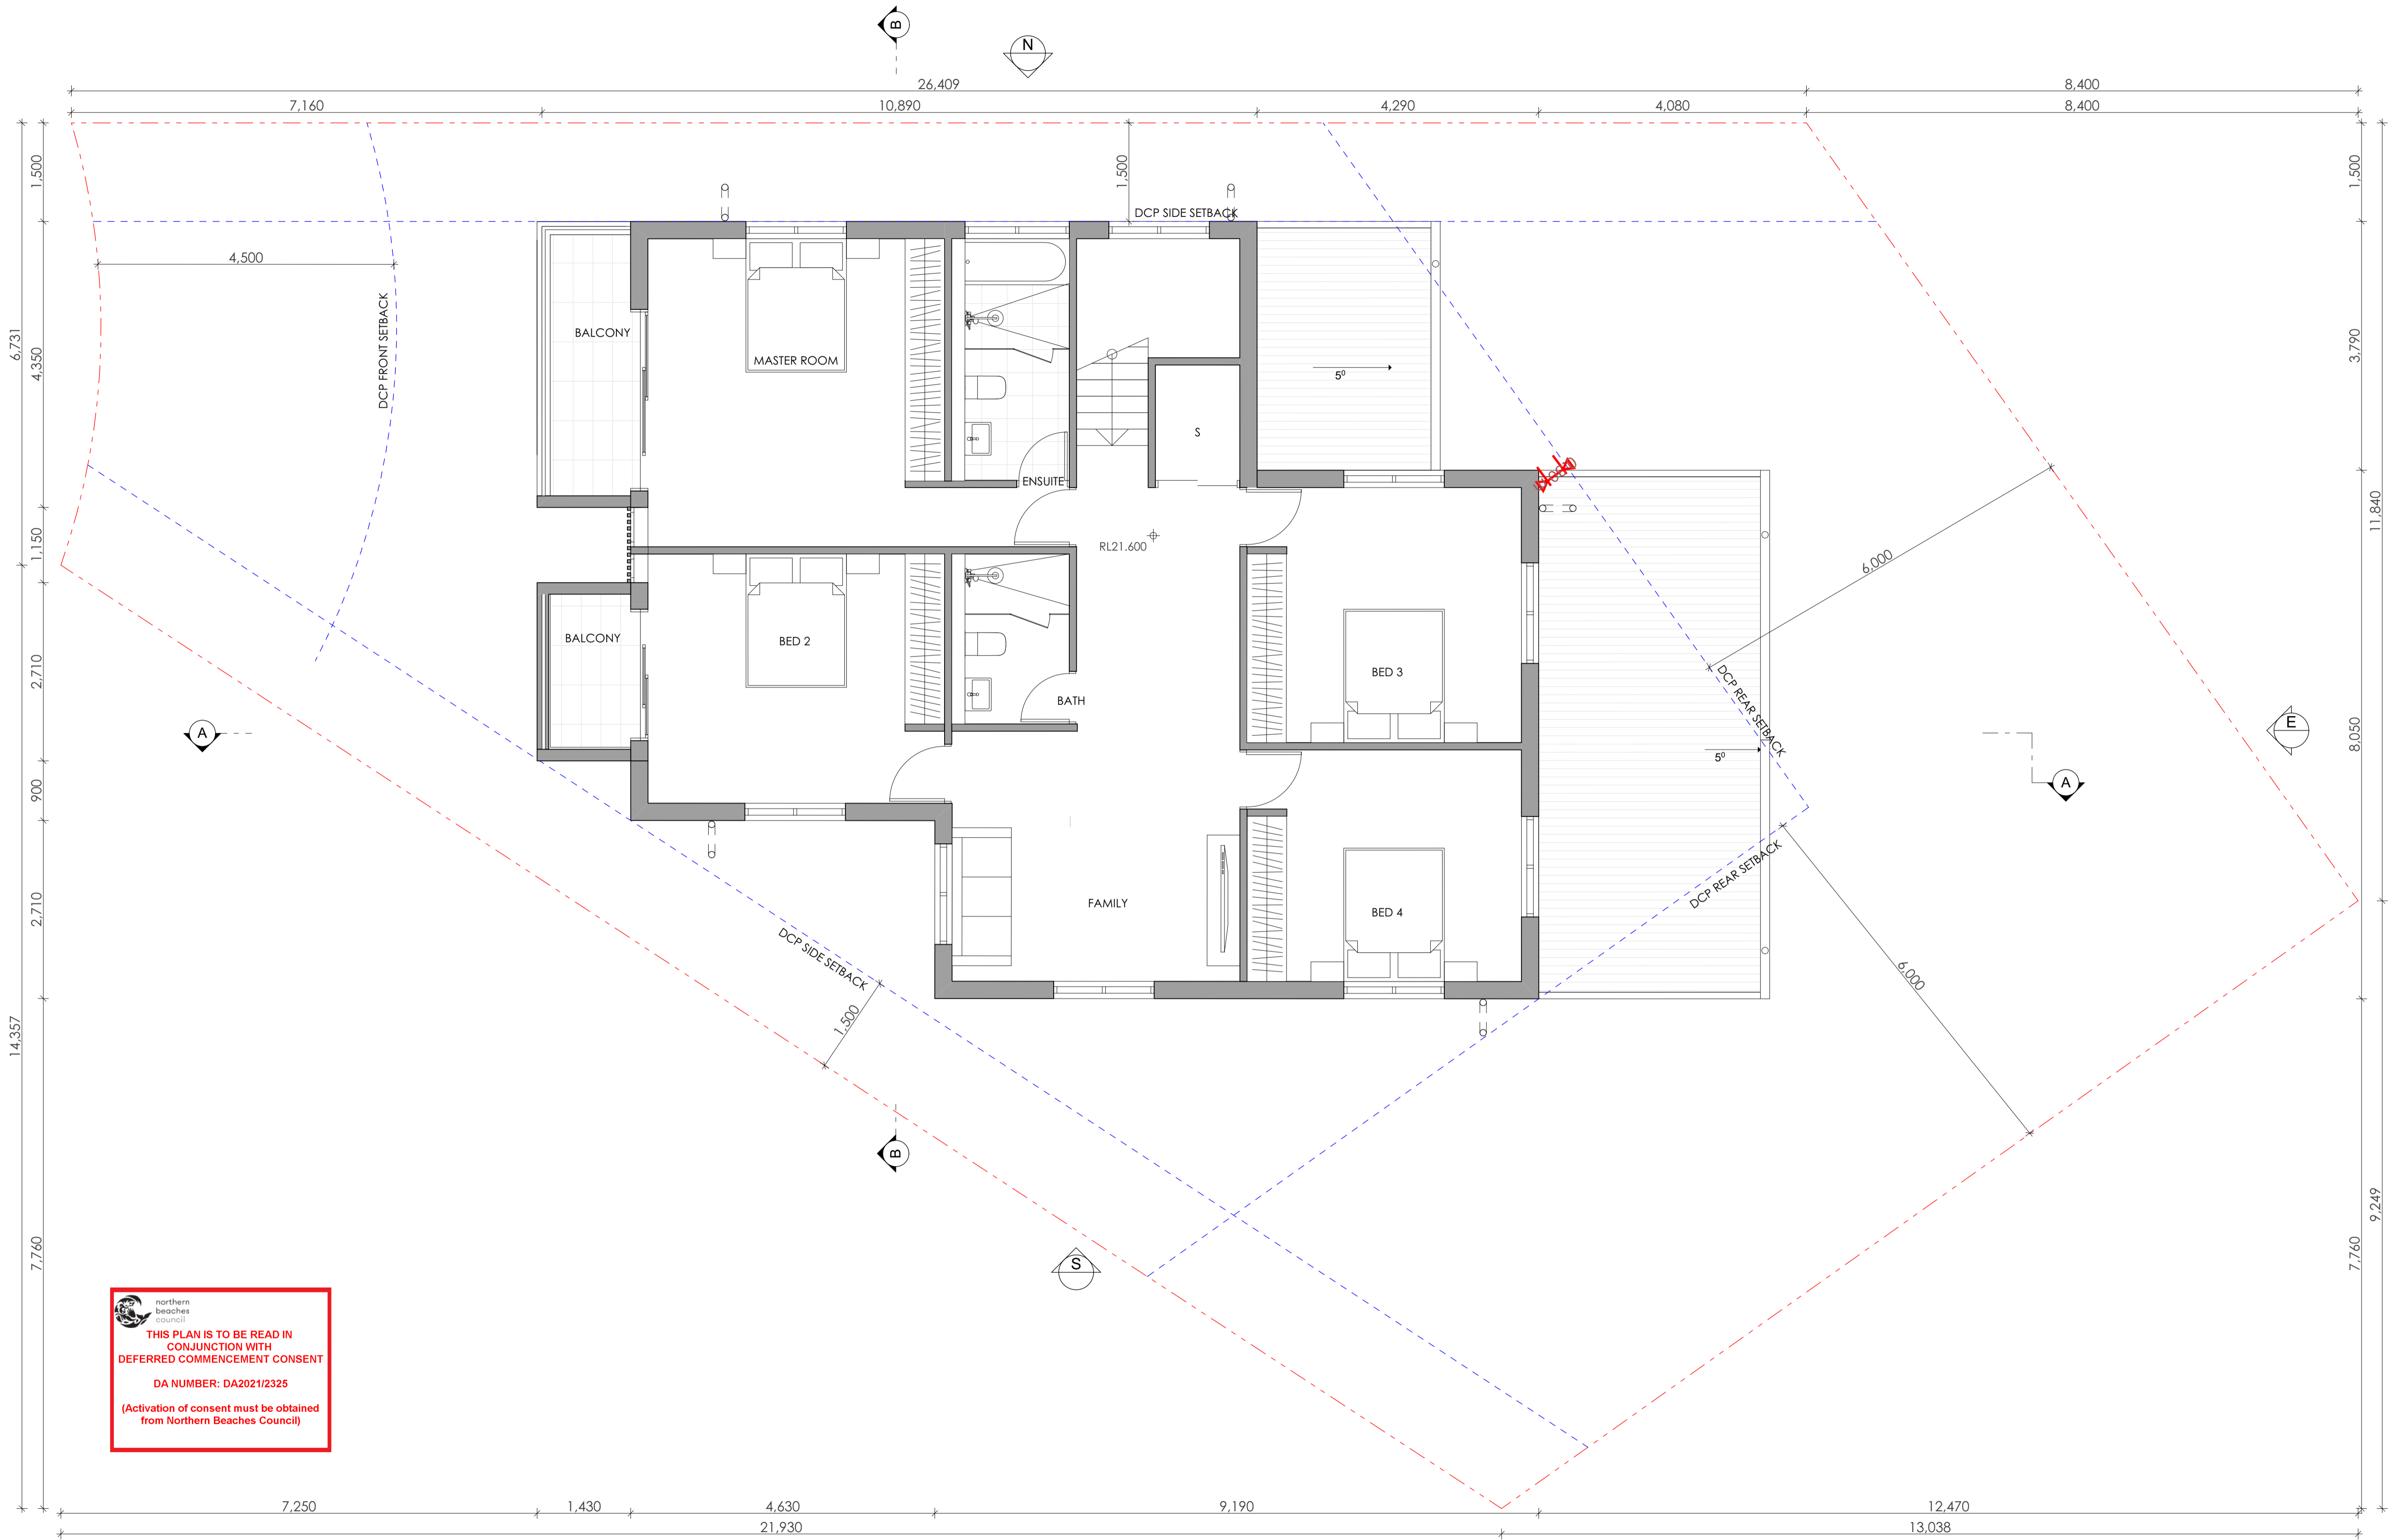 B
N
26,409
8,400
7,160
10,890
4,290
4,080
8,400
1,500
1,500
1,500
DCP SIDE SETBACK
4,500
DCP FRONT SETBACK
6,731
4,350
BALCONY
MASTER ROOM
5⁰
3,790
S
ENSUITE
11,840
1,150
RL21.600
6,000
BALCONY
BED 2
BED 3
2,710
BATH
DCP REAR SETBACK
A
E
8,050
5⁰
A
900
DCP REAR SETBACK
2,710
FAMILY
BED 4
DCP SIDE SETBACK
6,000
1,500
14,357
B
9,249
7,760
S
7,760
northern
beaches
council
THIS PLAN IS TO BE READ IN
CONJUNCTION WITH
DEFERRED COMMENCEMENT CONSENT
DA NUMBER: DA2021/2325
(Activation of consent must be obtained
from Northern Beaches Council)
7,250
1,430
4,630
9,190
12,470
21,930
13,038